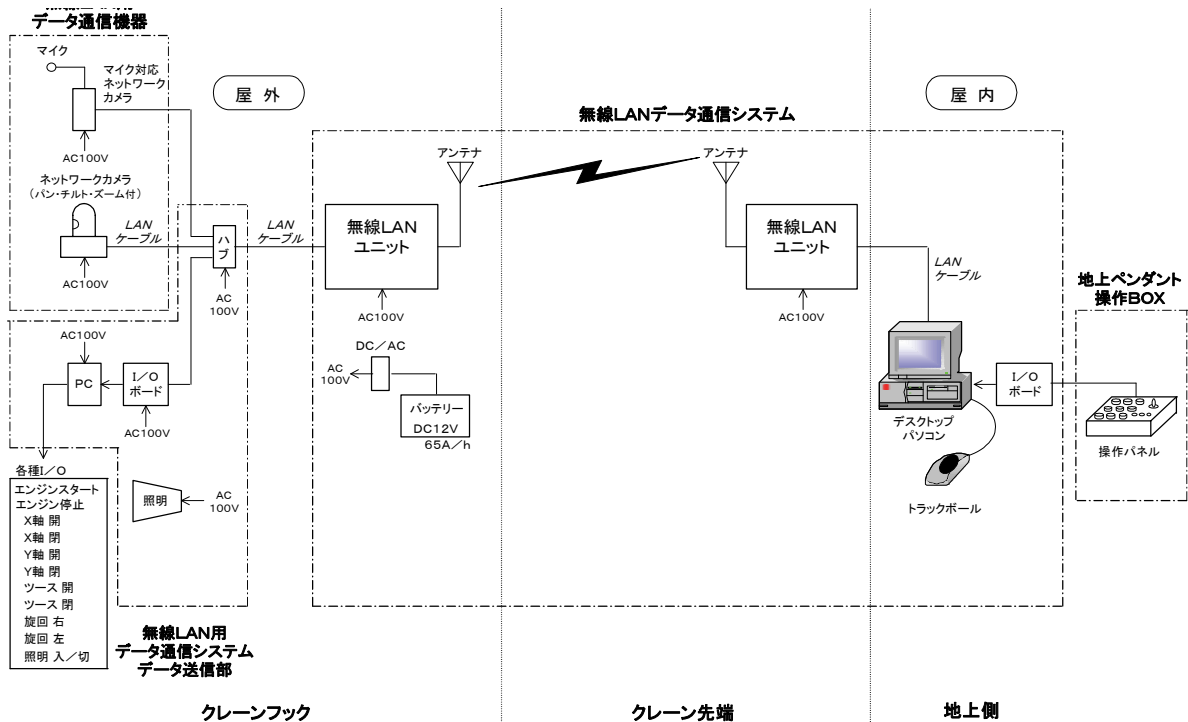 データ通信機器
マイク
マイク対応
ネットワーク
カメラ
AC100V
ネットワークカメラ
(パン・チルト・ズーム付)
AC100V
LAN
ケーブル
ハブ
AC
100V
LAN
ケーブル
屋 外
屋 内
無線LANデータ通信システム
アンテナ
無線LAN
ユニット
AC100V
アンテナ
無線LAN
ユニット
AC100V
LAN
ケーブル
DC/AC
AC
100V
バッテリー
DC12V
65A/h
AC100V
PC
I/O
ボード
AC100V
各種I/O
エンジンスタート
エンジン停止
X軸 開
X軸 閉
Y軸 開
Y軸 閉
ツース 開
ツース 閉
旋回 右
旋回 左
照明 入/切
照明
AC
100V
無線LAN用
データ通信システム
データ送信部
デスクトップ
パソコン
トラックボール
I/O
ボード
地上ペンダント
操作BOX
操作パネル
クレーンフック
クレーン先端
地上側